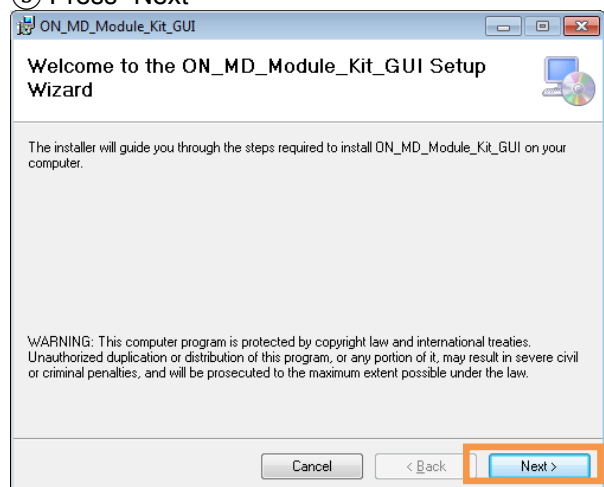 Press "Next"
ON_MD_Module_Kit_GUI
Welcome to the ON_MD_Module_Kit_GUI Setup
Wizard
The installer will guide you through the steps required to install ON_MD_Module_Kit_GUI on your
computer.
WARNING: This computer program is protected by copyright law and international treaties.
Unauthorized duplication or distribution of this program, or any portion of it, may result in severe civil
or criminal penalties, and will be prosecuted to the maximum extent possible under the law.
Cancel < Back Next >